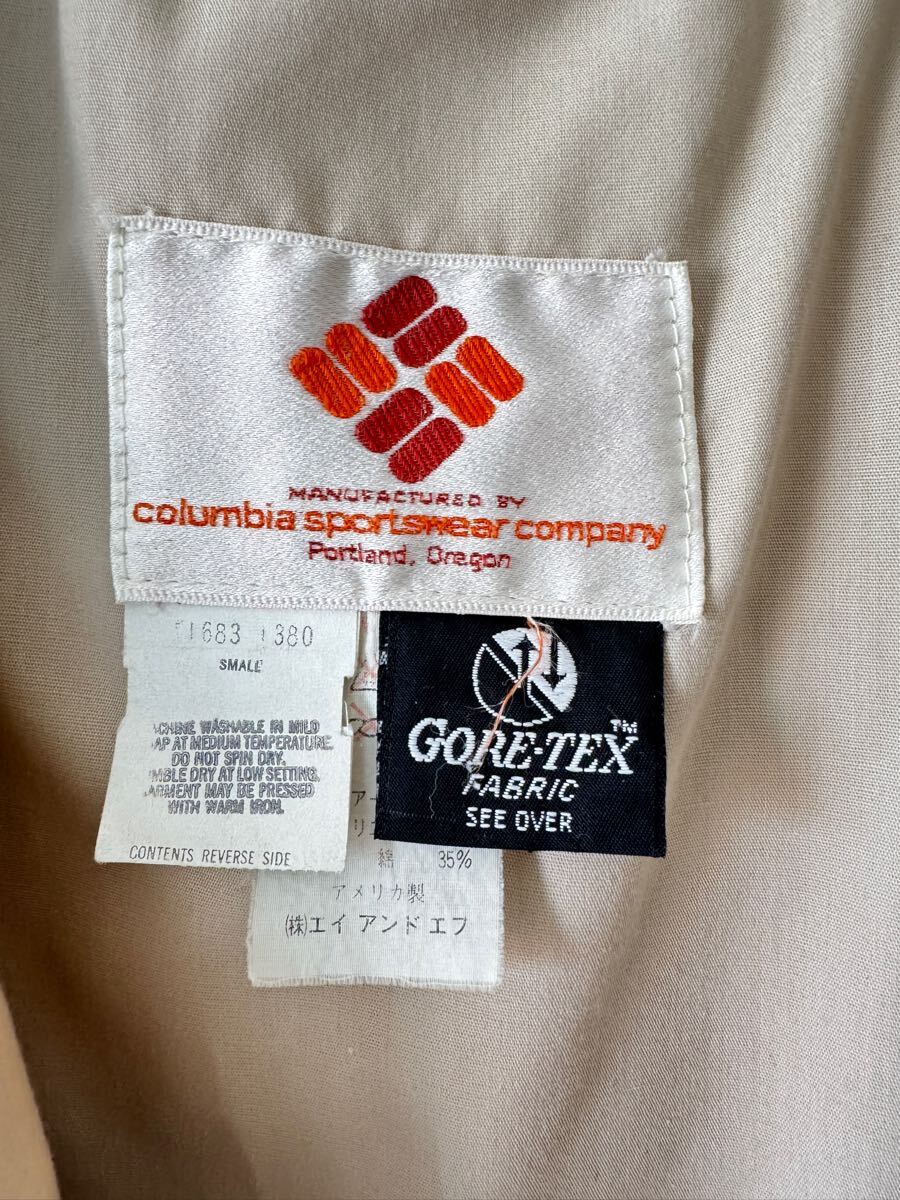 MANUFACTURED BY
columbia sportswear company
Portland, Oregon
1683 1380
SMALL
CHINE WASHABLE IN MILD
AP AT MEDIUM TEMPERATURE.
DO NOT SPIN DRY.
MBLE DRY AT LOW SETTING.
ARMENT MAY BE PRESSED
WITH WARM IRON.
CONTENTS REVERSE SIDE
GORE-TEX™
FABRIC
SEE OVER
綿 35%
アメリカ製
(株)エイ アンド エフ